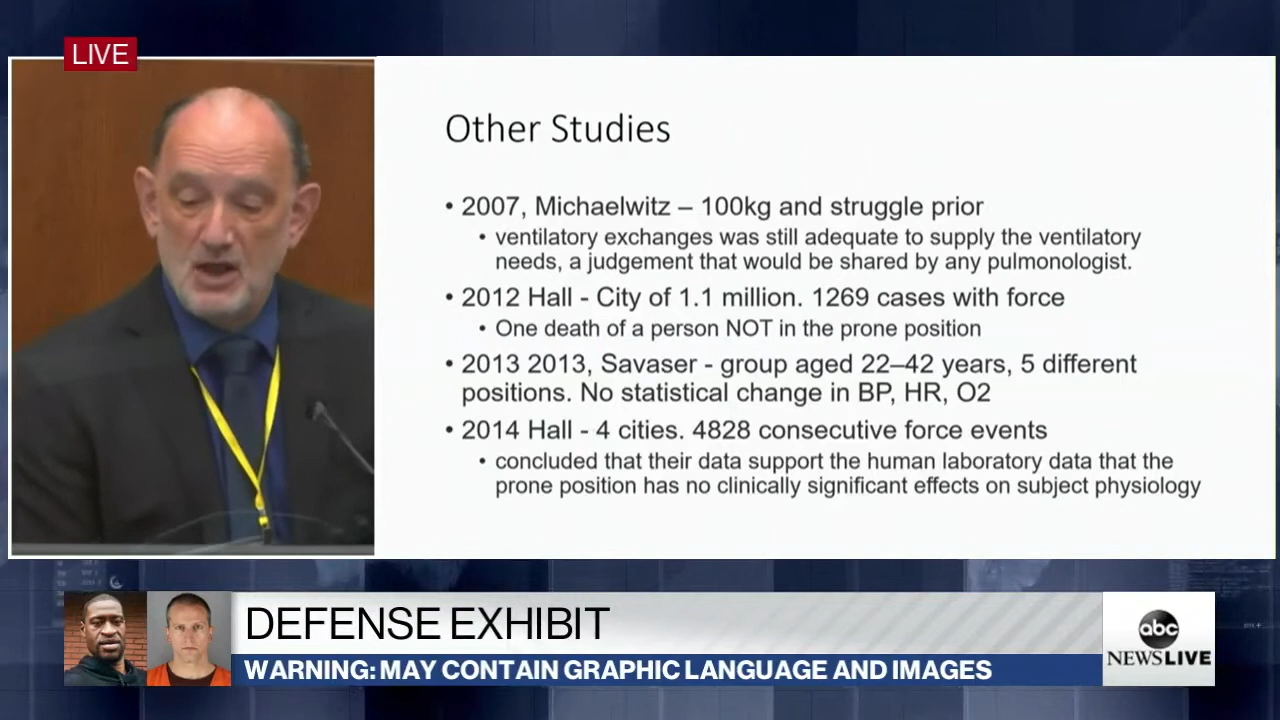 LIVE
Other Studies
• 2007, Michaelwitz – 100kg and struggle prior
• ventilatory exchanges was still adequate to supply the ventilatory
needs, a judgement that would be shared by any pulmonologist.
• 2012 Hall - City of 1.1 million. 1269 cases with force
• One death of a person NOT in the prone position
• 2013 2013, Savaser - group aged 22–42 years, 5 different
positions. No statistical change in BP, HR, O2
• 2014 Hall - 4 cities. 4828 consecutive force events
• concluded that their data support the human laboratory data that the
prone position has no clinically significant effects on subject physiology
DEFENSE EXHIBIT
WARNING: MAY CONTAIN GRAPHIC LANGUAGE AND IMAGES
abc
NEWSLIVE